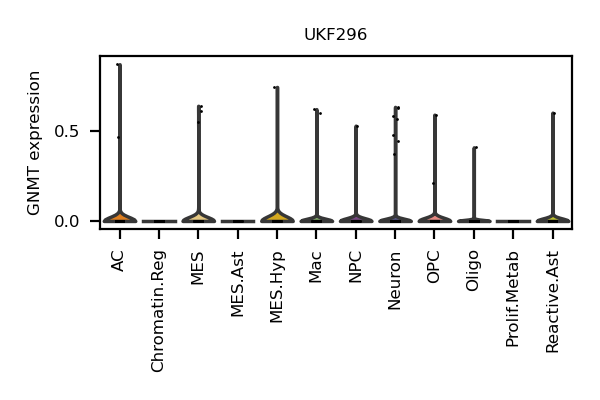 UKF296
GNMT expression
0.5
0.0
AC
Chromatin.Reg
MES
MES.Ast
MES.Hyp
Mac
NPC
Neuron
OPC
Oligo
Prolif.Metab
Reactive.Ast